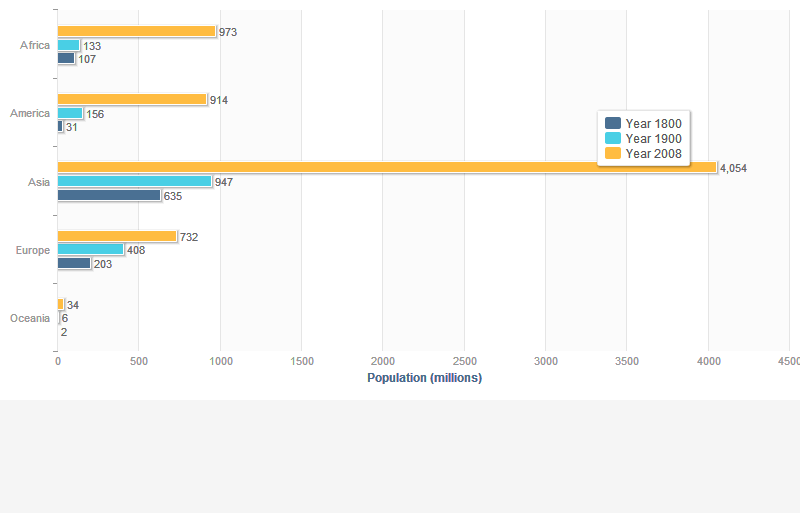 973
Africa
133
107
914
America
156
31
Year 1800
Year 1900
Year 2008
4,054
Asia
947
635
732
Europe
408
203
34
Oceania
6
2
0 500 1000 1500 2000 2500 3000 3500 4000 4500
Population (millions)